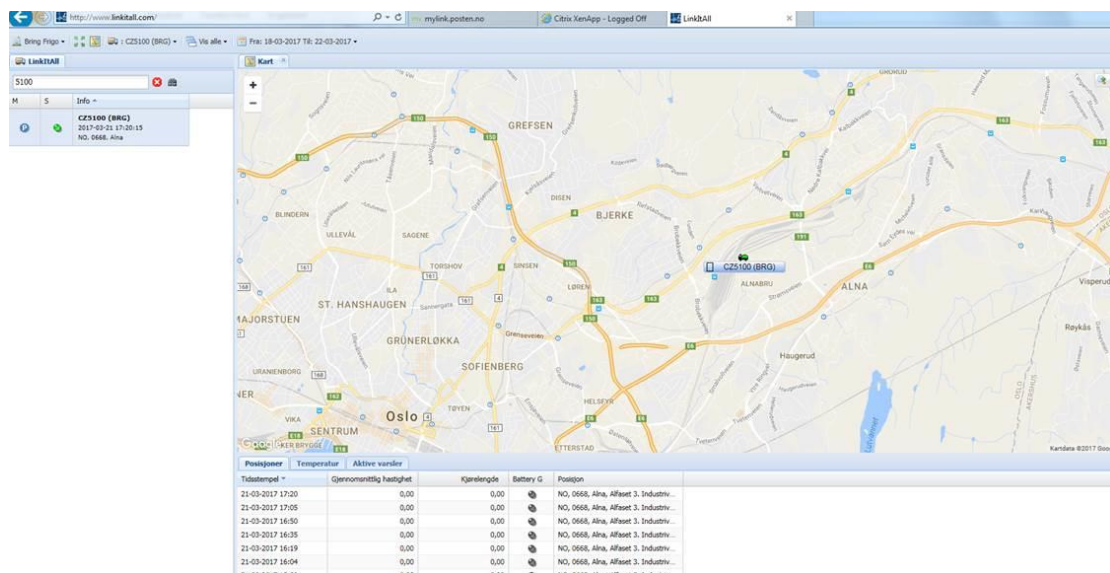 http://www.linkitall.com/
mylink.posten.no
Citrix XenApp - Logged Off
LinkItAll
Bring Frigo
: CZ5100 (BRG)
Vis alle
Fra: 18-03-2017 Til: 22-03-2017
LinkItAll
Kart
5100
M S Info
CZ5100 (BRG)
2017-03-21 17:20:15
NO, 0668, Alna
GRORUD
GREFSEN
DISEN
BJERKE
BLINDERN
ULLEVÅL
SAGENE
TORSHOV
SINSEN
CZ5100 (BRG)
ALNABRU
ALNA
Visperud
ILA
LØREN
ST. HANSHAUGEN
MAJORSTUEN
Grenseveien
GRÜNERLØKKA
Røykås
Haugerud
SOFIENBERG
URANIENBORG
HELSFYR
TØYEN
VIKA
Oslo
SENTRUM
AKER BRYGGE
ETTERSTAD
Kartdata ©2017 Goo
Posisjoner Temperatur Aktive varsler
Tidsstempel Gjennomsnittlig hastighet Kjørelengde Battery G Posisjon
21-03-2017 17:20 0,00 0,00 NO, 0668, Alna, Alfaset 3. Industriv...
21-03-2017 17:05 0,00 0,00 NO, 0668, Alna, Alfaset 3. Industriv...
21-03-2017 16:50 0,00 0,00 NO, 0668, Alna, Alfaset 3. Industriv...
21-03-2017 16:35 0,00 0,00 NO, 0668, Alna, Alfaset 3. Industriv...
21-03-2017 16:19 0,00 0,00 NO, 0668, Alna, Alfaset 3. Industriv...
21-03-2017 16:04 0,00 0,00 NO, 0668, Alna, Alfaset 3. Industriv...